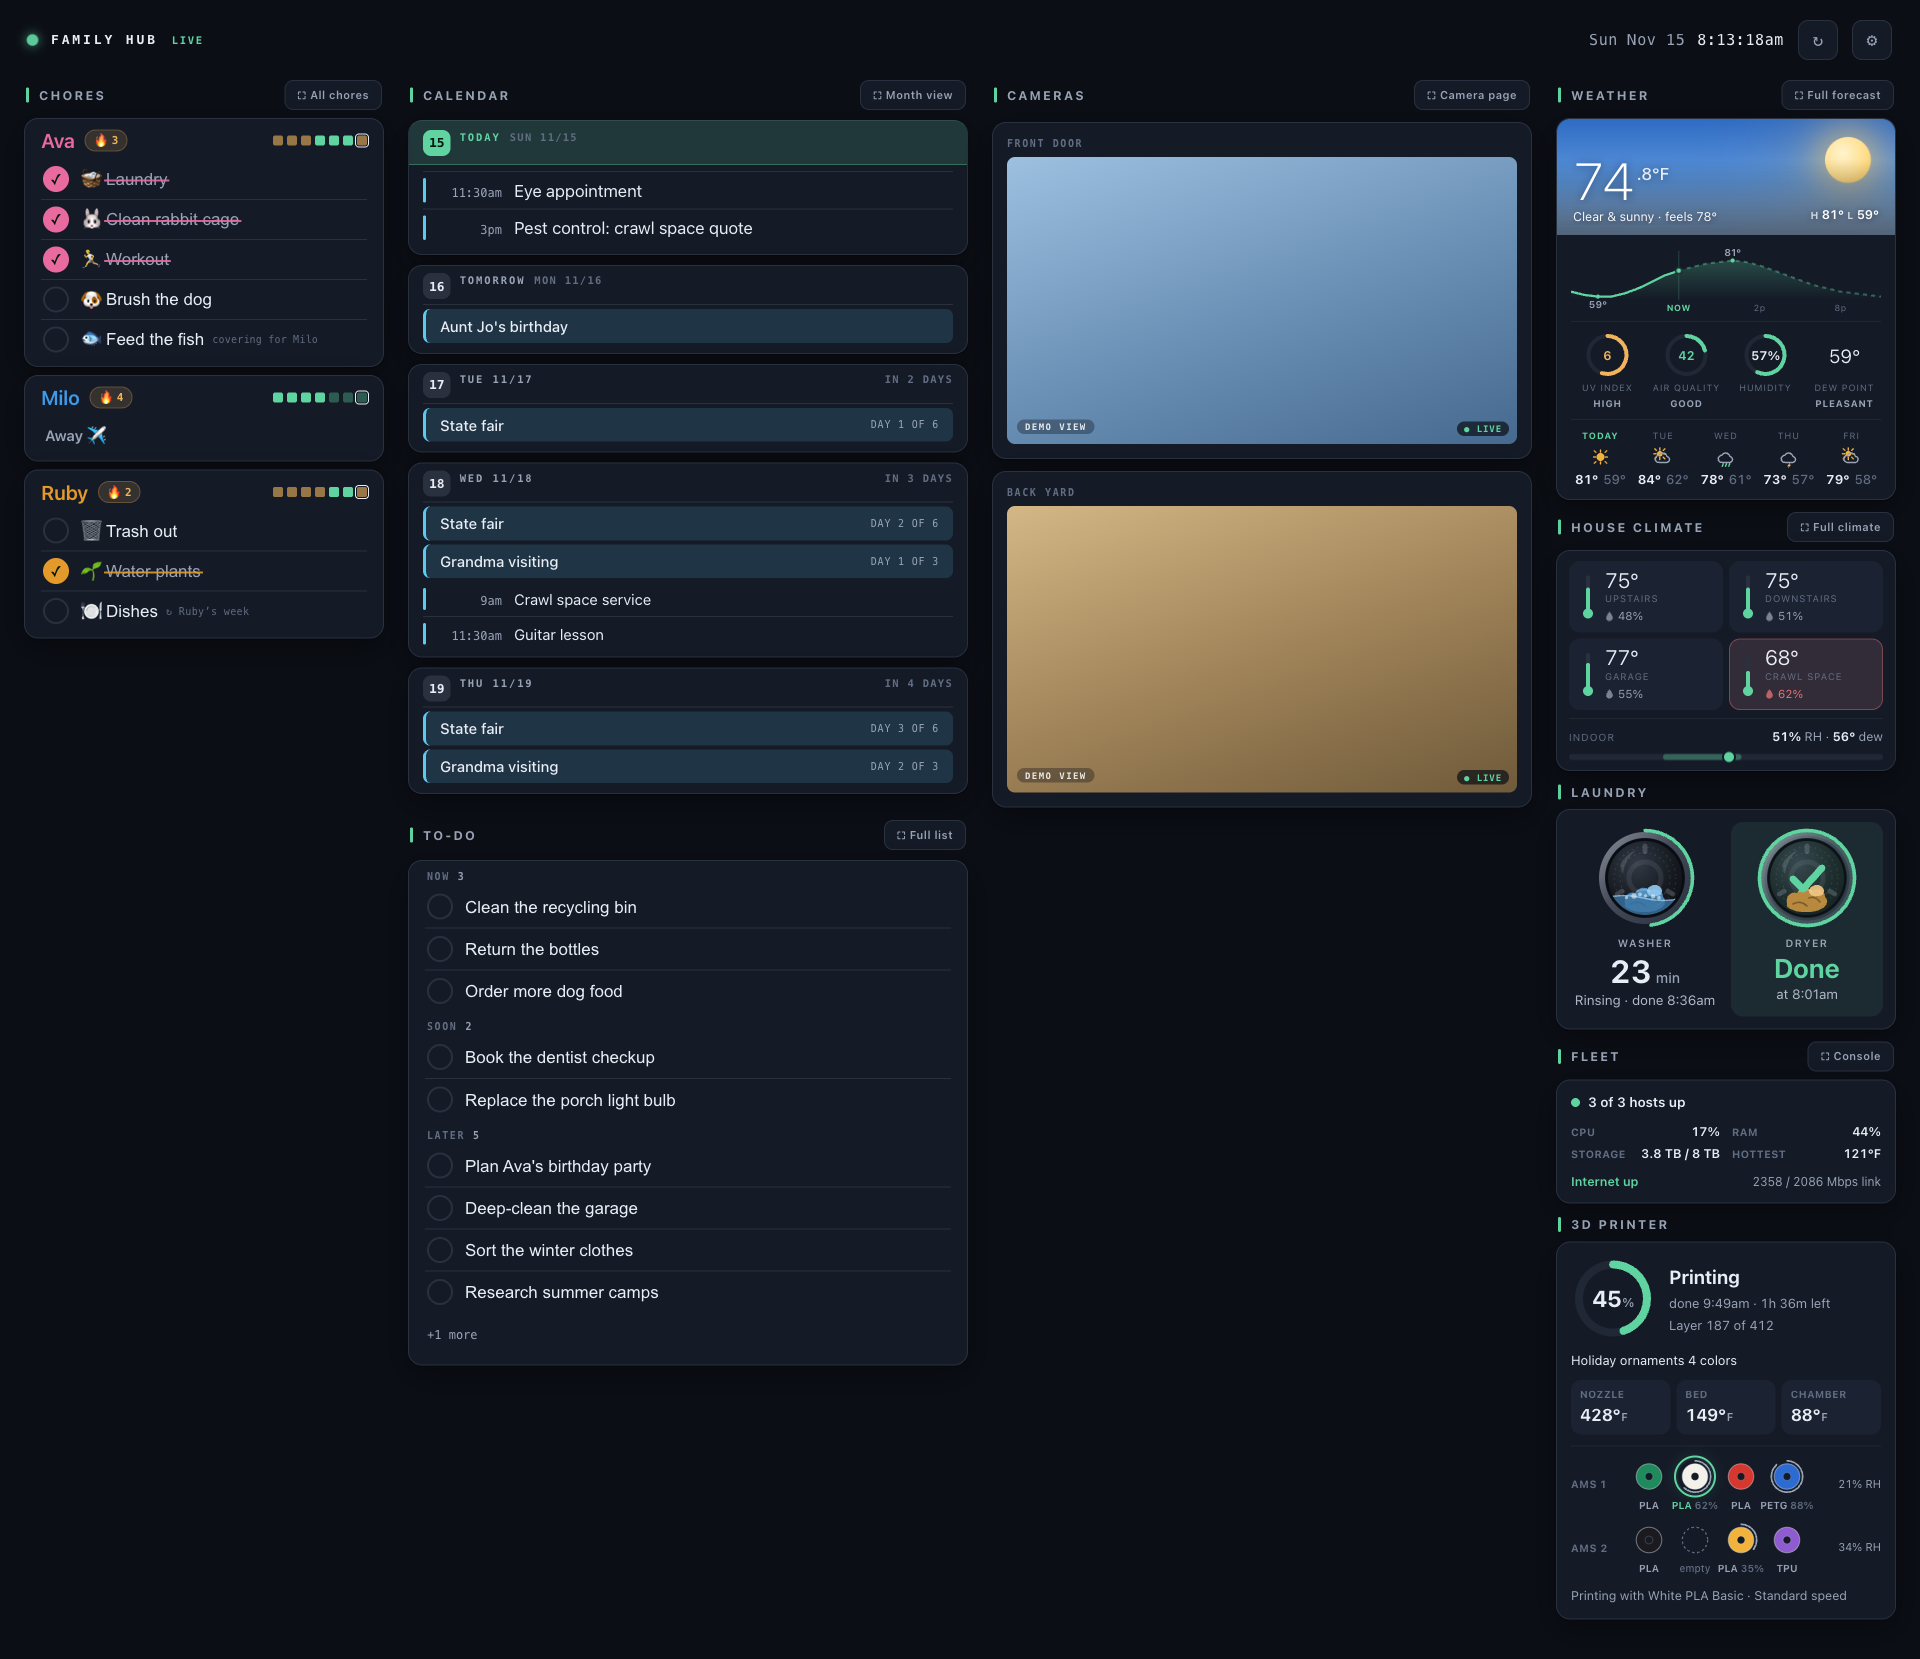 FAMILY HUB LIVE
Sun Nov 15 8:13:18am
CHORES
All chores
Ava 3
Laundry
Clean rabbit cage
Workout
Brush the dog
Feed the fish covering for Milo
Milo 4
Away
Ruby 2
Trash out
Water plants
Dishes ↻ Ruby's week
CALENDAR
Month view
15 TODAY SUN 11/15
11:30am Eye appointment
3pm Pest control: crawl space quote
16 TOMORROW MON 11/16
Aunt Jo's birthday
17 TUE 11/17 IN 2 DAYS
State fair DAY 1 OF 6
18 WED 11/18 IN 3 DAYS
State fair DAY 2 OF 6
Grandma visiting DAY 1 OF 3
9am Crawl space service
11:30am Guitar lesson
19 THU 11/19 IN 4 DAYS
State fair DAY 3 OF 6
Grandma visiting DAY 2 OF 3
TO-DO
Full list
NOW 3
Clean the recycling bin
Return the bottles
Order more dog food
SOON 2
Book the dentist checkup
Replace the porch light bulb
LATER 5
Plan Ava's birthday party
Deep-clean the garage
Sort the winter clothes
Research summer camps
+1 more
CAMERAS
Camera page
FRONT DOOR
DEMO VIEW
LIVE
BACK YARD
DEMO VIEW
LIVE
WEATHER
Full forecast
74.8°F
Clear & sunny · feels 78°
H 81° L 59°
81°
59°
NOW 2p 8p
6 42 57% 59°
UV INDEX AIR QUALITY HUMIDITY DEW POINT
HIGH GOOD PLEASANT
TODAY TUE WED THU FRI
81° 59° 84° 62° 78° 61° 73° 57° 79° 58°
HOUSE CLIMATE
Full climate
75° UPSTAIRS 48%
75° DOWNSTAIRS 51%
77° GARAGE 55%
68° CRAWL SPACE 62%
INDOOR 51% RH · 56° dew
LAUNDRY
WASHER
23 min
Rinsing · done 8:36am
DRYER
Done
at 8:01am
FLEET
Console
3 of 3 hosts up
CPU 17% RAM 44%
STORAGE 3.8 TB / 8 TB HOTTEST 121°F
Internet up 2358 / 2086 Mbps link
3D PRINTER
45%
Printing
done 9:49am · 1h 36m left
Layer 187 of 412
Holiday ornaments 4 colors
NOZZLE BED CHAMBER
428°F 149°F 88°F
AMS 1 21% RH
PLA PLA 62% PLA PETG 88%
AMS 2 34% RH
PLA empty PLA 35% TPU
Printing with White PLA Basic · Standard speed